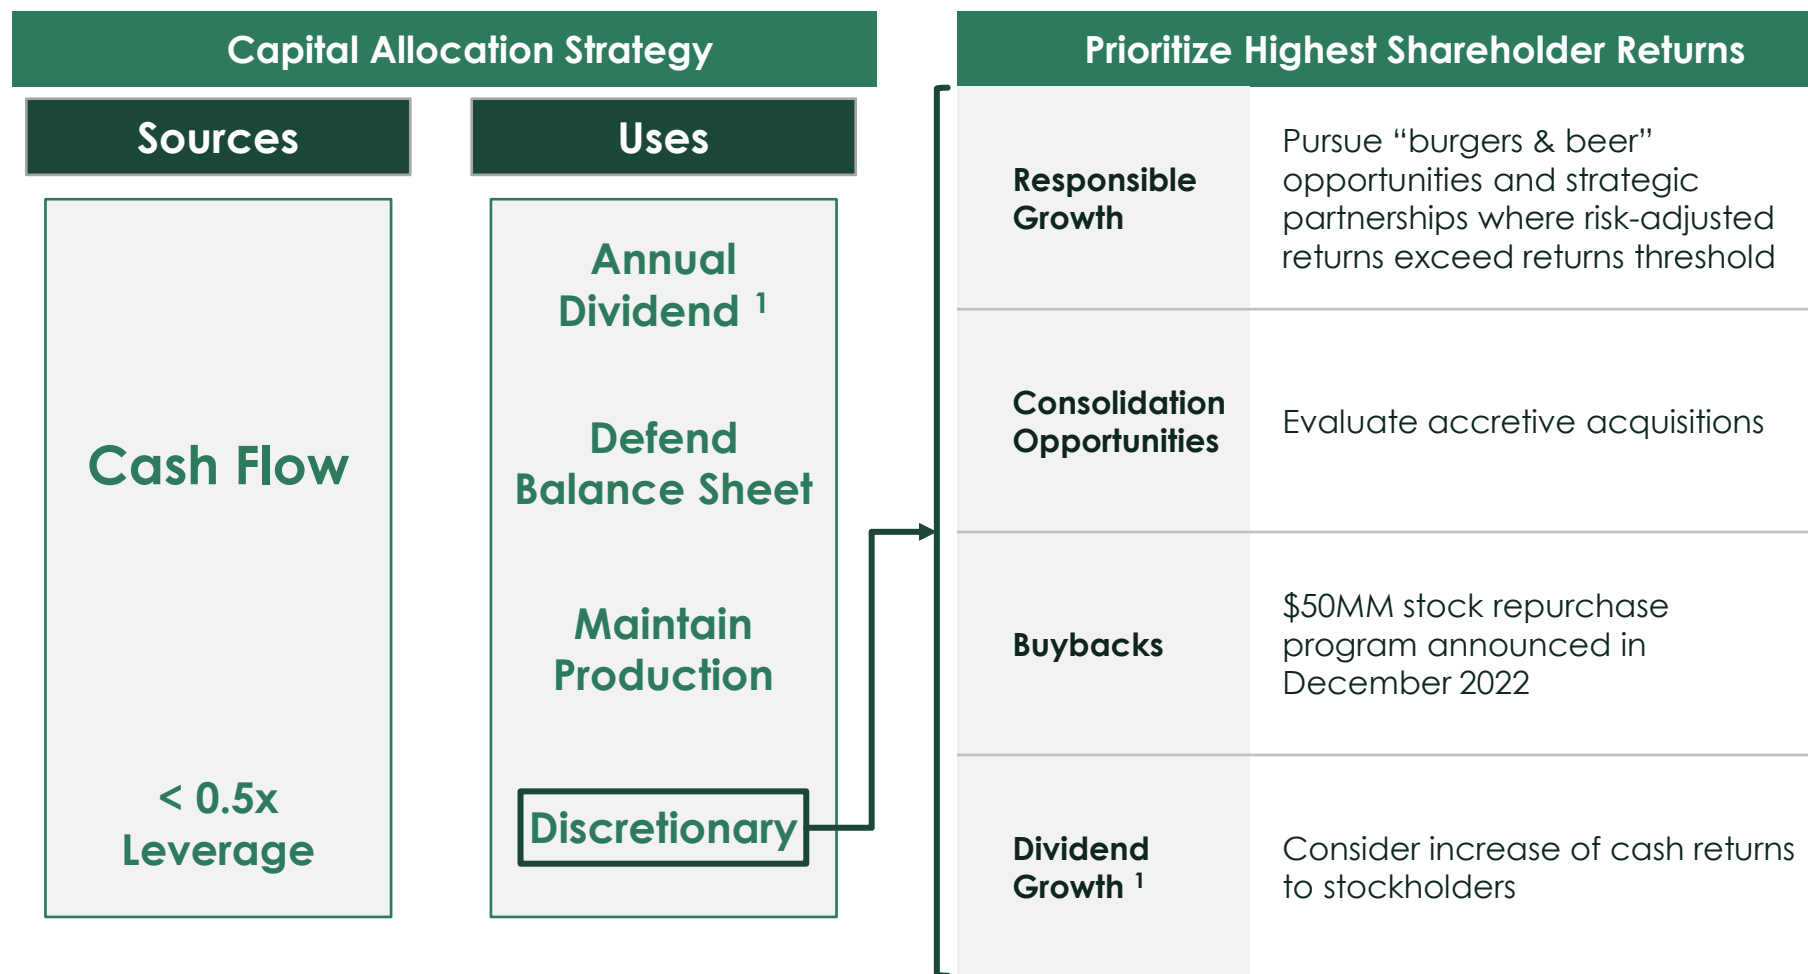 Capital Allocation Strategy
Sources
Uses
Cash Flow
< 0.5x
Leverage
Annual
Dividend ¹
Defend
Balance Sheet
Maintain
Production
Discretionary
Prioritize Highest Shareholder Returns
Responsible
Growth
Pursue “burgers & beer”
opportunities and strategic
partnerships where risk-adjusted
returns exceed returns threshold
Consolidation
Opportunities
Evaluate accretive acquisitions
Buybacks
$50MM stock repurchase
program announced in
December 2022
Dividend
Growth ¹
Consider increase of cash returns
to stockholders